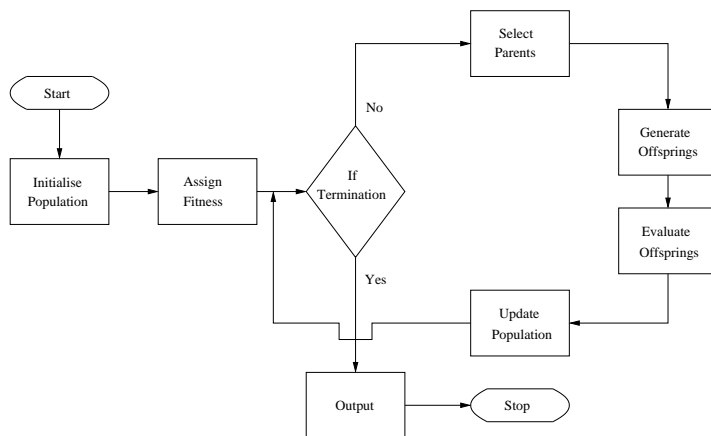 Start
Initialise
Population
Assign
Fitness
If
Termination
No
Yes
Select
Parents
Generate
Offsprings
Evaluate
Offsprings
Update
Population
Output
Stop